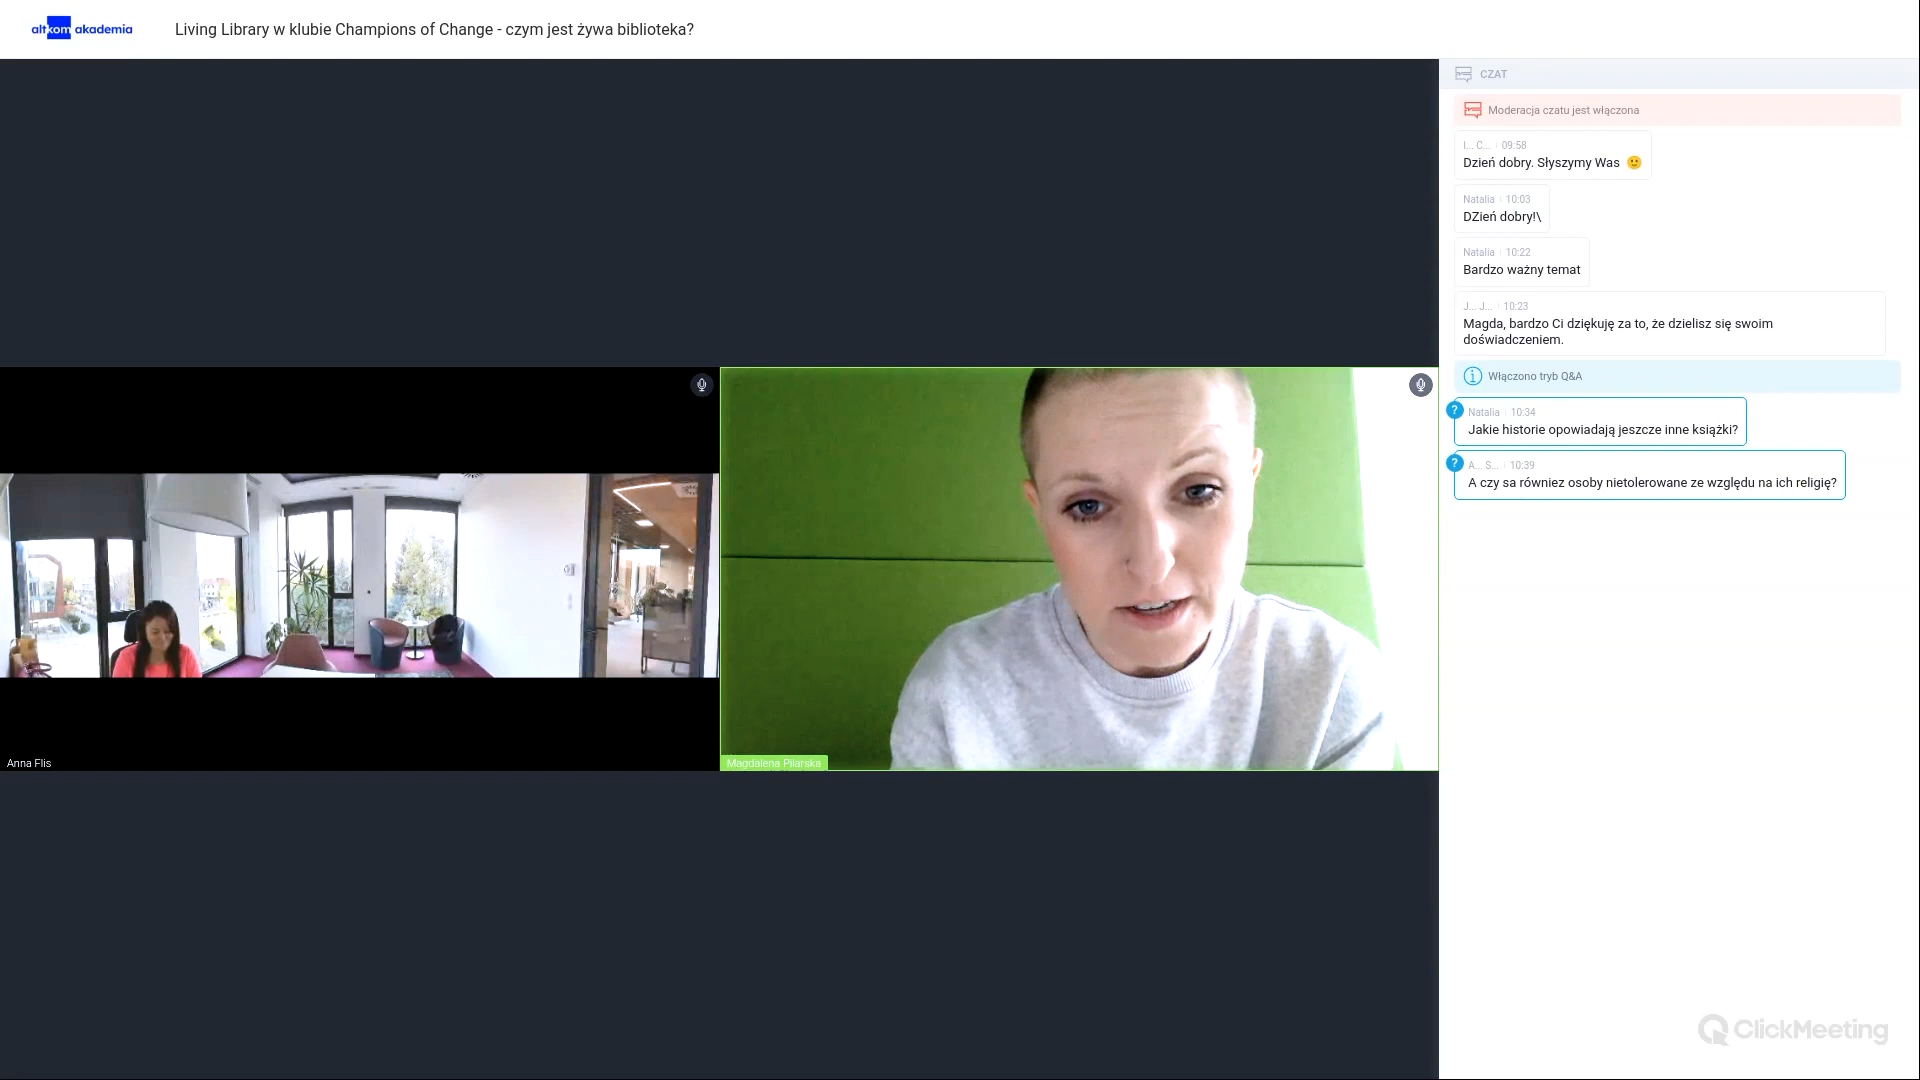 altkom akademia
Living Library w klubie Champions of Change - czym jest żywa biblioteka?
CZAT
Moderacja czatu jest włączona
I... C... 09:58
Dzień dobry. Słyszymy Was 🙂
Natalia 10:03
DZień dobry!\
Natalia 10:22
Bardzo ważny temat
J... J... 10:23
Magda, bardzo Ci dziękuję za to, że dzielisz się swoim
doświadczeniem.
Włączono tryb Q&A
? Natalia 10:34
Jakie historie opowiadają jeszcze inne książki?
? A... S... 10:39
A czy sa równiez osoby nietolerowane ze względu na ich religię?
Anna Flis
Magdalena Pilarska
ClickMeeting